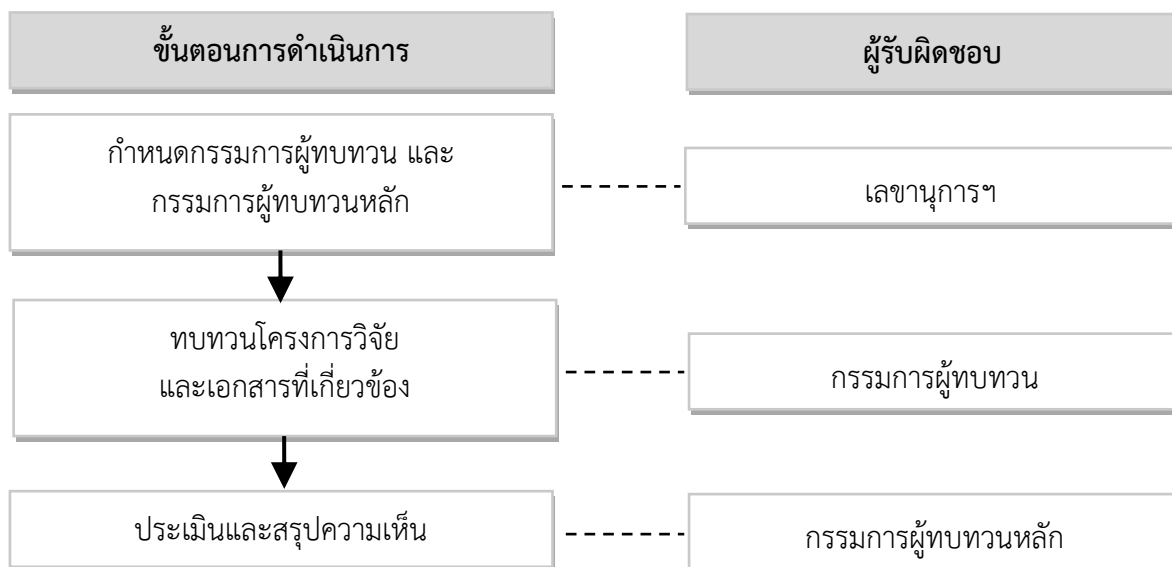 ขั้นตอนการดำเนินการ
ผู้รับผิดชอบ
กำหนดกรรมการผู้ทบทวน และ
กรรมการผู้ทบทวนหลัก
เลขานุการฯ
ทบทวนโครงการวิจัย
และเอกสารที่เกี่ยวข้อง
กรรมการผู้ทบทวน
ประเมินและสรุปความเห็น
กรรมการผู้ทบทวนหลัก